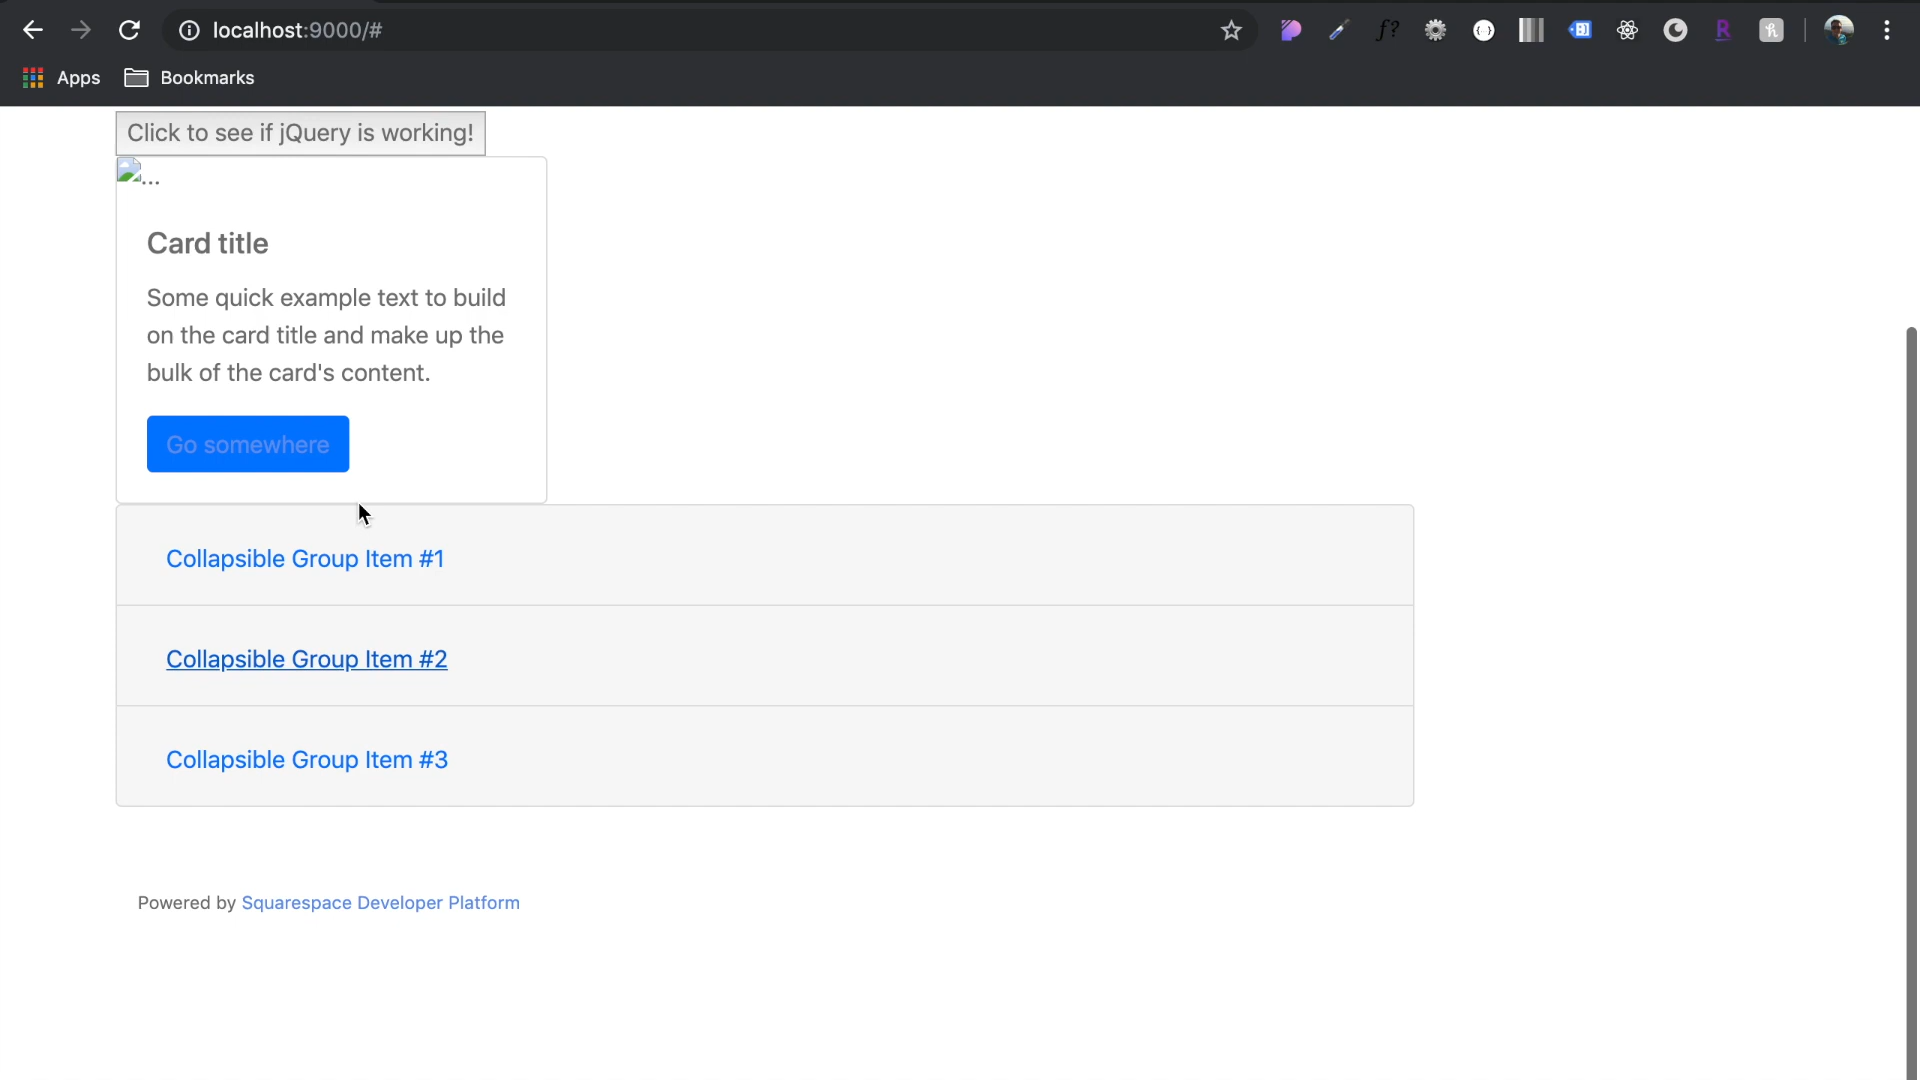 localhost:9000/#
Apps Bookmarks
Click to see if jQuery is working!
...
Card title
Some quick example text to build
on the card title and make up the
bulk of the card's content.
Go somewhere
Collapsible Group Item #1
Collapsible Group Item #2
Collapsible Group Item #3
Powered by Squarespace Developer Platform